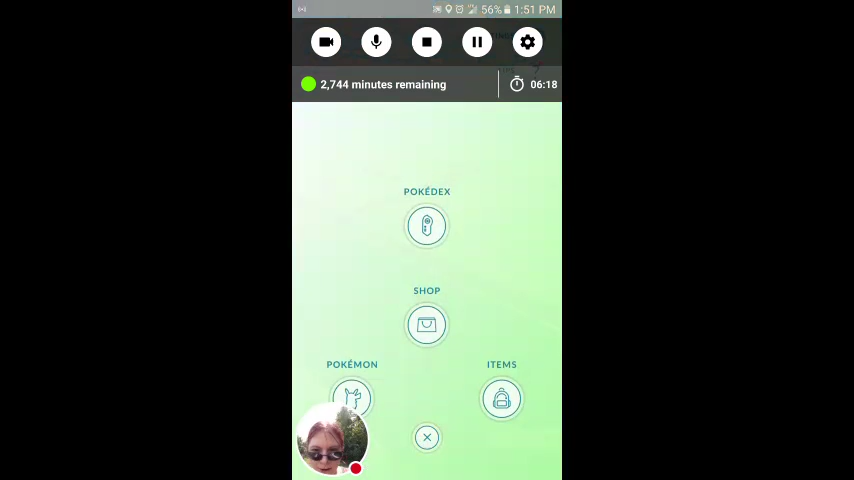 56% 1:51 PM
2,744 minutes remaining
06:18
POKÉDEX
SHOP
POKÉMON
ITEMS